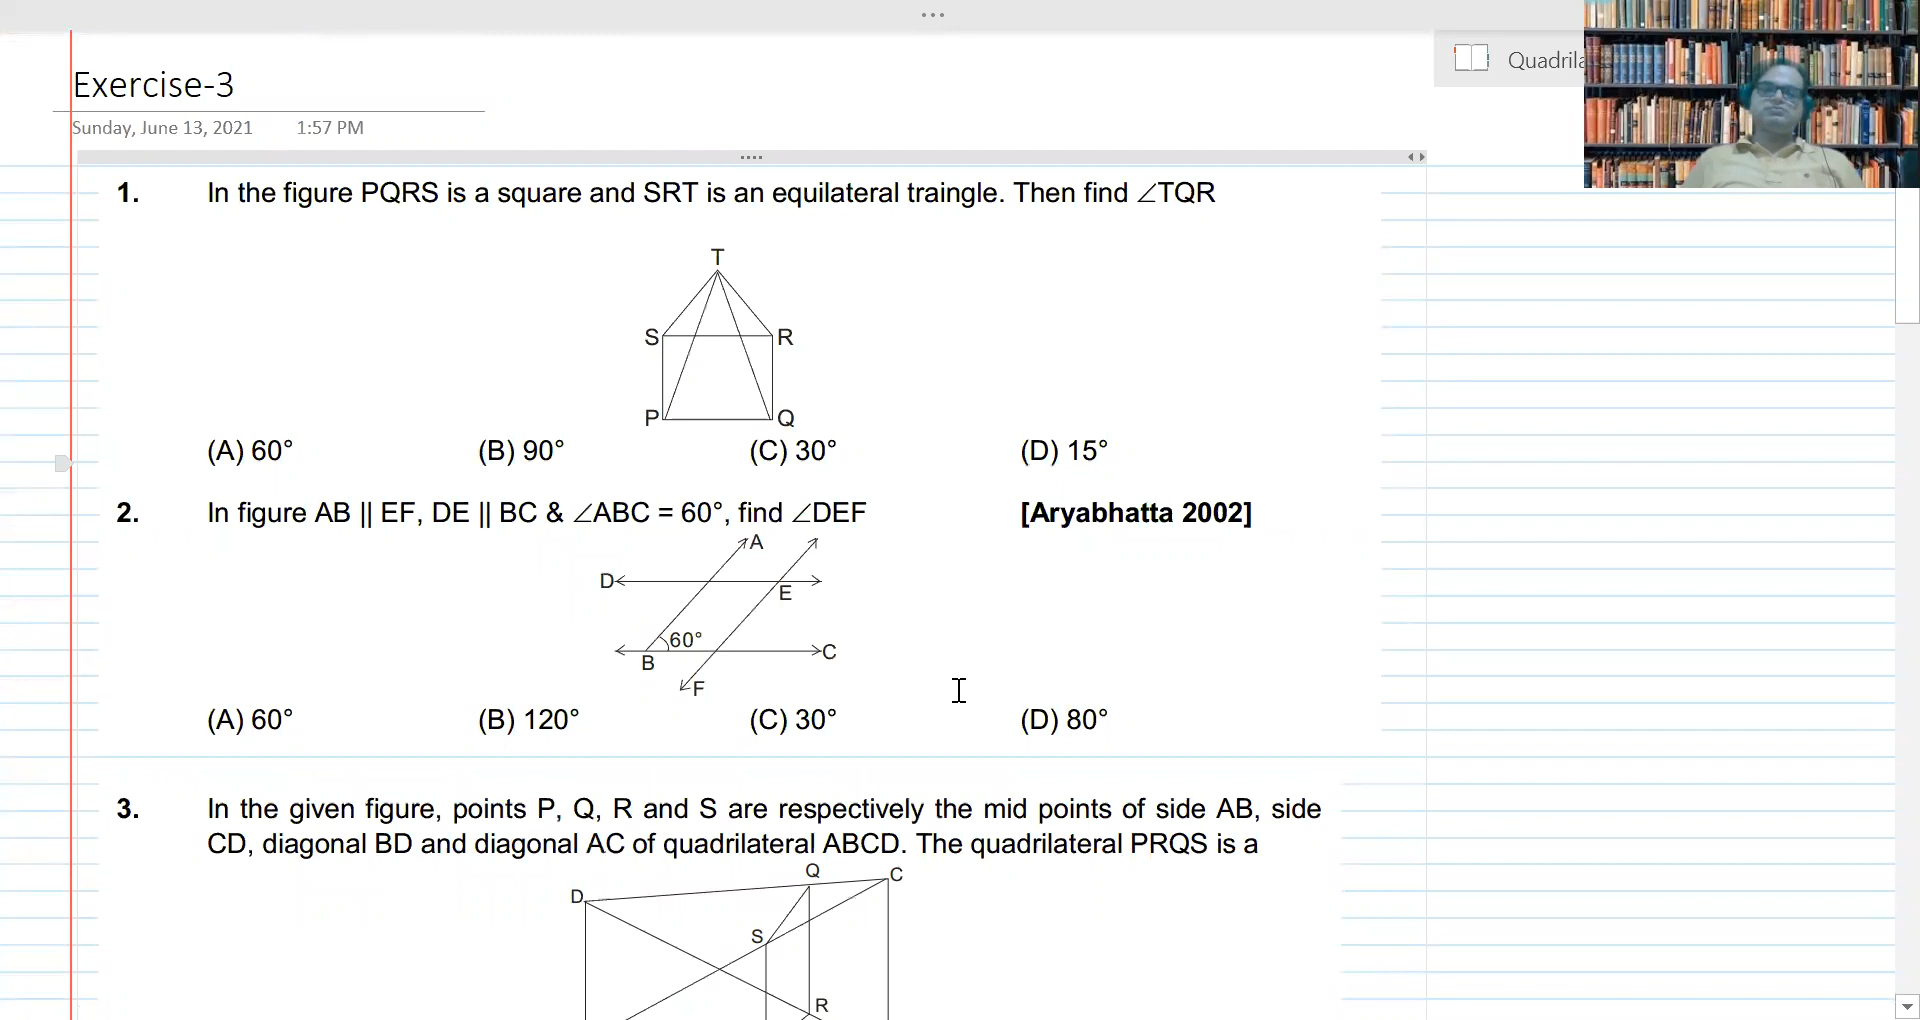 Exercise-3
Quadrila
Sunday, June 13, 2021 1:57 PM
1. In the figure PQRS is a square and SRT is an equilateral traingle. Then find ∠TQR
T
S R
P Q
(A) 60° (B) 90° (C) 30° (D) 15°
2. In figure AB || EF, DE || BC & ∠ABC = 60°, find ∠DEF [Aryabhatta 2002]
A
D
E
60°
B C
F
(A) 60° (B) 120° (C) 30° (D) 80°
3. In the given figure, points P, Q, R and S are respectively the mid points of side AB, side
CD, diagonal BD and diagonal AC of quadrilateral ABCD. The quadrilateral PRQS is a
Q C
D
S
R